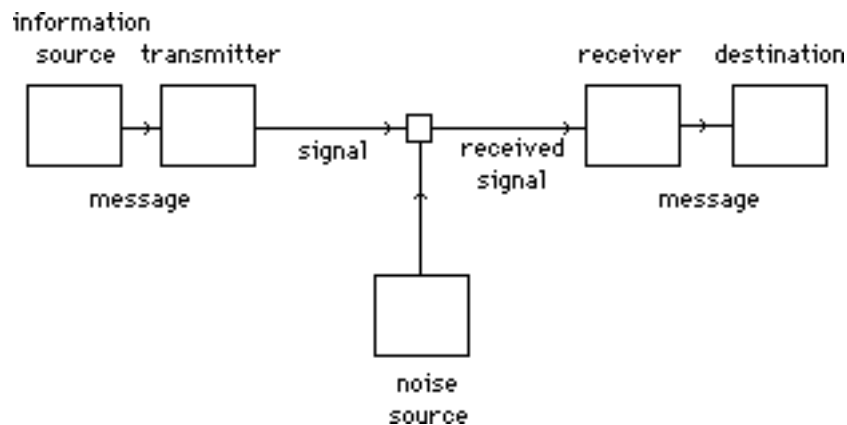 information
source transmitter receiver destination
signal received
signal
message message
noise
source